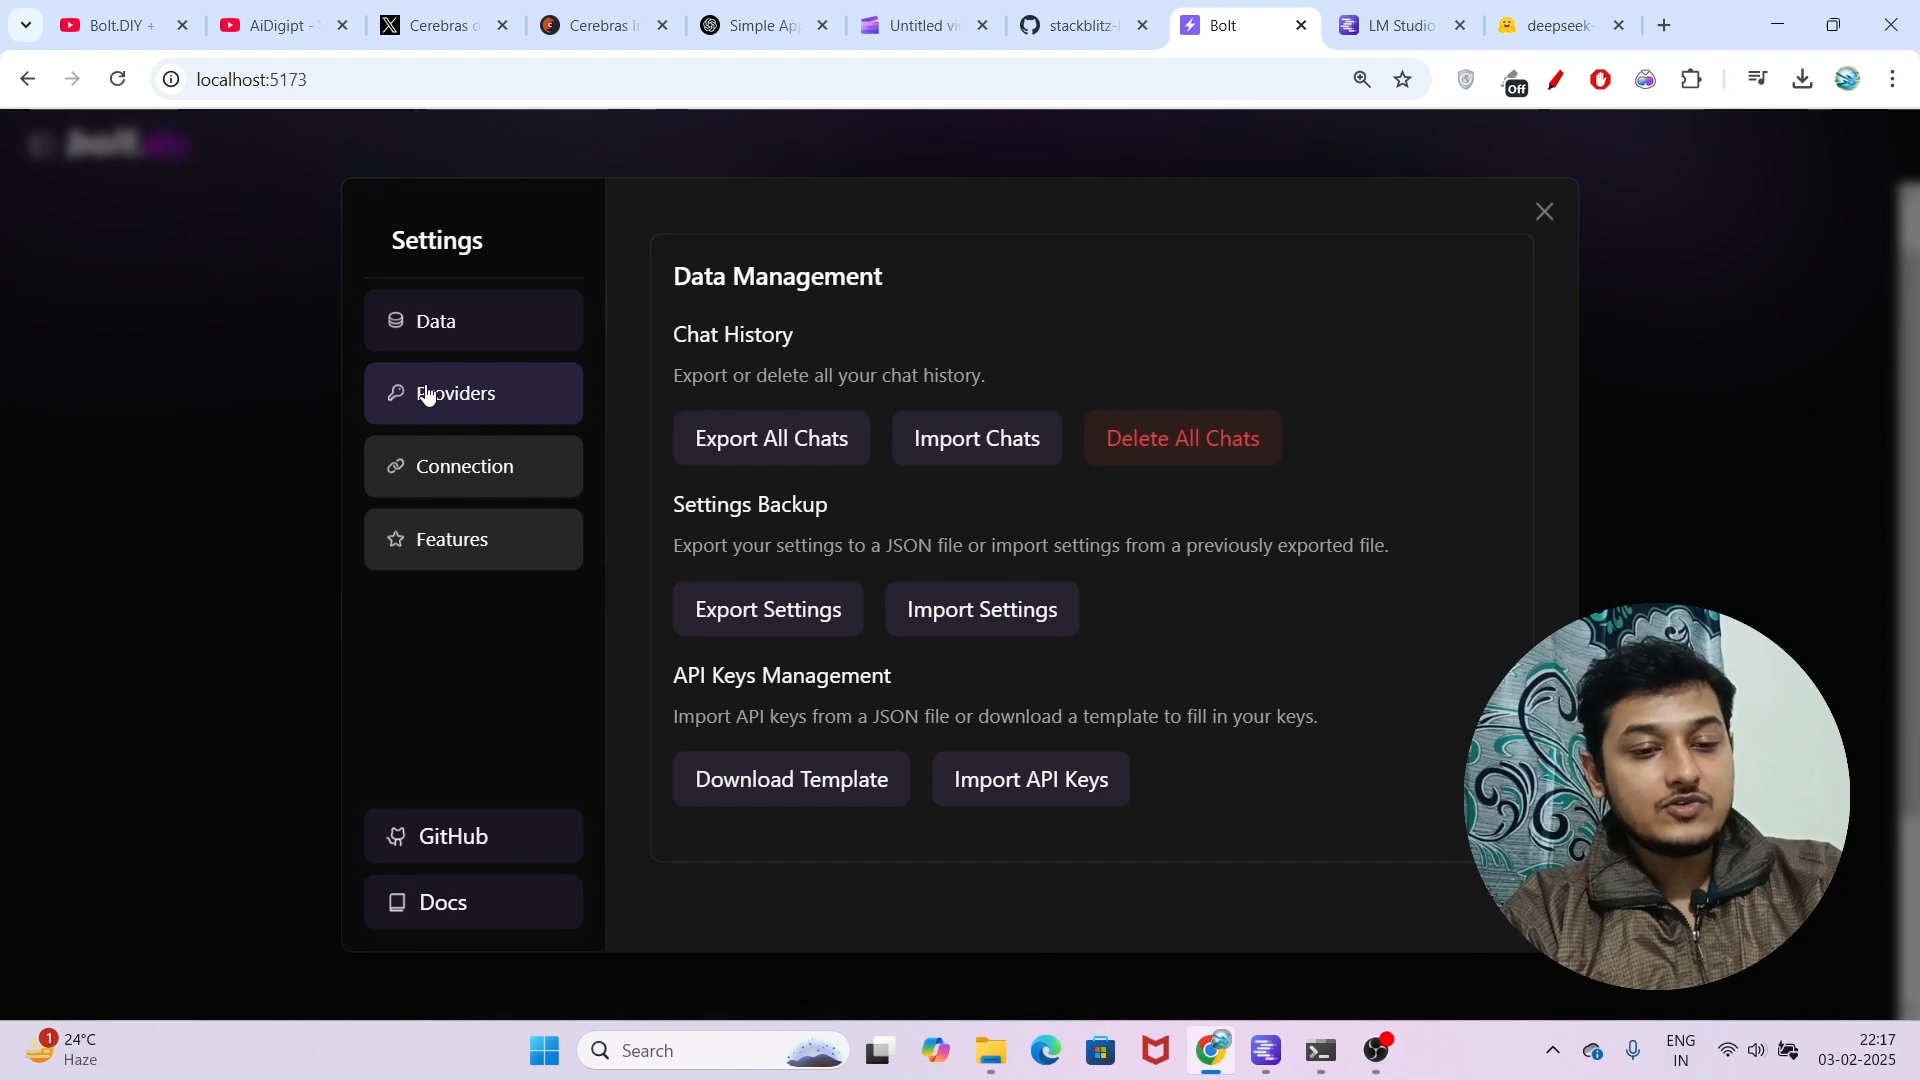 Bolt.DIY +
AiDigipt -
Cerebras o
Cerebras I
Simple Ap
Untitled vi
stackblitz-
Bolt
LM Studio
deepseek-
localhost:5173
Off
bolt.diy
Settings
Data
Providers
Connection
Features
GitHub
Docs
Data Management
Chat History
Export or delete all your chat history.
Export All Chats
Import Chats
Delete All Chats
Settings Backup
Export your settings to a JSON file or import settings from a previously exported file.
Export Settings
Import Settings
API Keys Management
Import API keys from a JSON file or download a template to fill in your keys.
Download Template
Import API Keys
1
24°C
Haze
Search
ENG
IN
22:17
03-02-2025